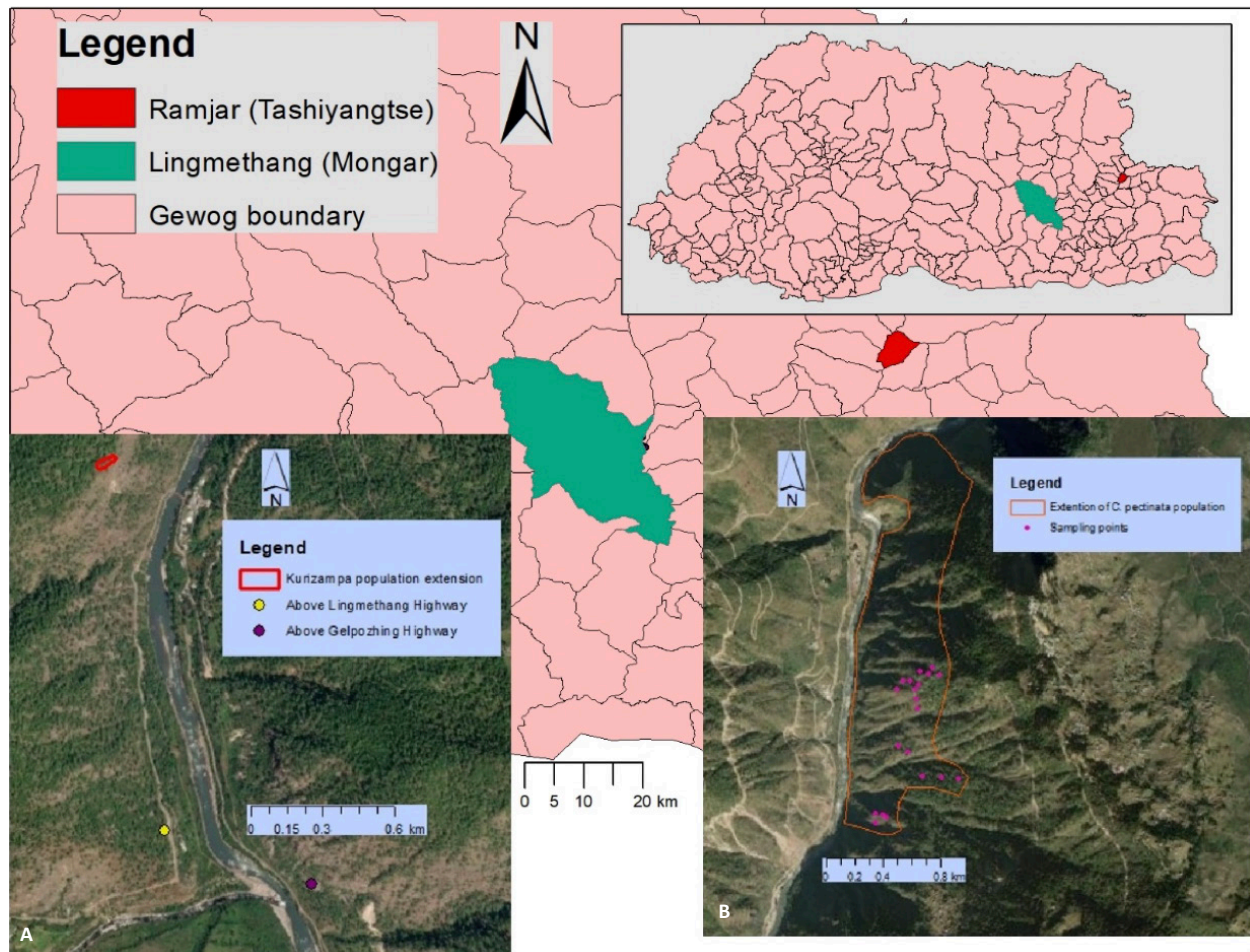 Legend
Ramjar (Tashiyangtse)
Lingmethang (Mongar)
Gewog boundary
N
0 5 10 20 km
N
Legend
Kurizampa population extension
Above Lingmethang Highway
Above Gelpozhing Highway
0 0.15 0.3 0.6 km
A
N
Legend
Extention of C. pectinata population
Sampling points
0 0.2 0.4 0.8 km
B